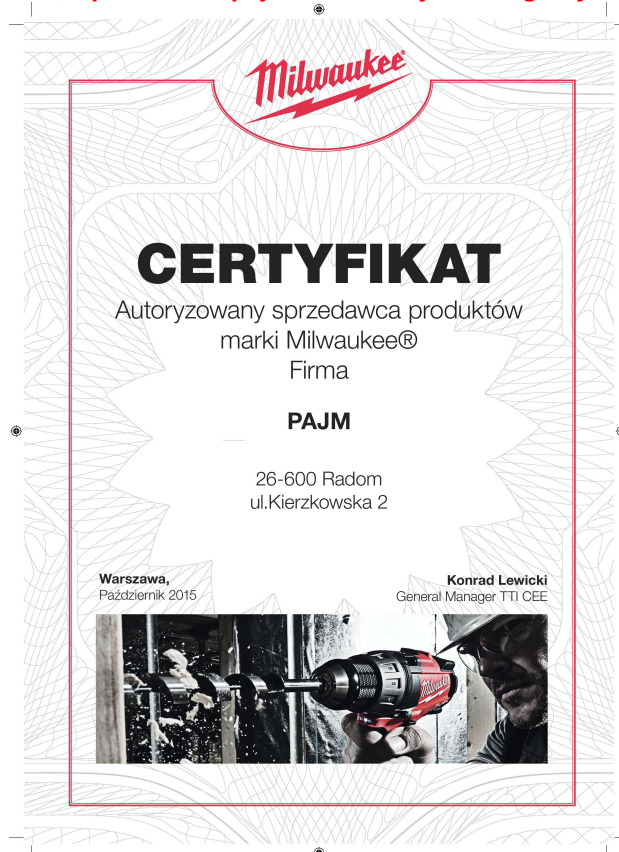 Milwaukee®
CERTYFIKAT
Autoryzowany sprzedawca produktów
marki Milwaukee®
Firma
PAJM
26-600 Radom
ul.Kierzkowska 2
Warszawa,
Październik 2015
Konrad Lewicki
General Manager TTI CEE
Milwaukee